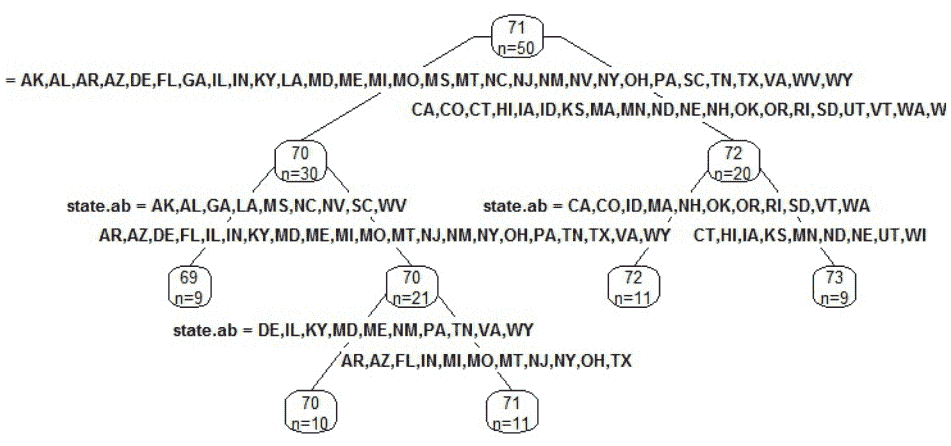 71
n=50
= AK,AL,AR,AZ,DE,FL,GA,IL,IN,KY,LA,MD,ME,MI,MO,MS,MT,NC,NJ,NM,NV,NY,OH,PA,SC,TN,TX,VA,WV,WY
CA,CO,CT,HI,IA,ID,KS,MA,MN,ND,NE,NH,OK,OR,RI,SD,UT,VT,WA,W
70
n=30
72
n=20
state.ab = AK,AL,GA,LA,MS,NC,NV,SC,WV
state.ab = CA,CO,ID,MA,NH,OK,OR,RI,SD,VT,WA
AR,AZ,DE,FL,IL,IN,KY,MD,ME,MI,MO,MT,NJ,NM,NY,OH,PA,TN,TX,VA,WY
CT,HI,IA,KS,MN,ND,NE,UT,WI
69
n=9
70
n=21
72
n=11
73
n=9
state.ab = DE,IL,KY,MD,ME,NM,PA,TN,VA,WY
AR,AZ,FL,IN,MI,MO,MT,NJ,NY,OH,TX
70
n=10
71
n=11